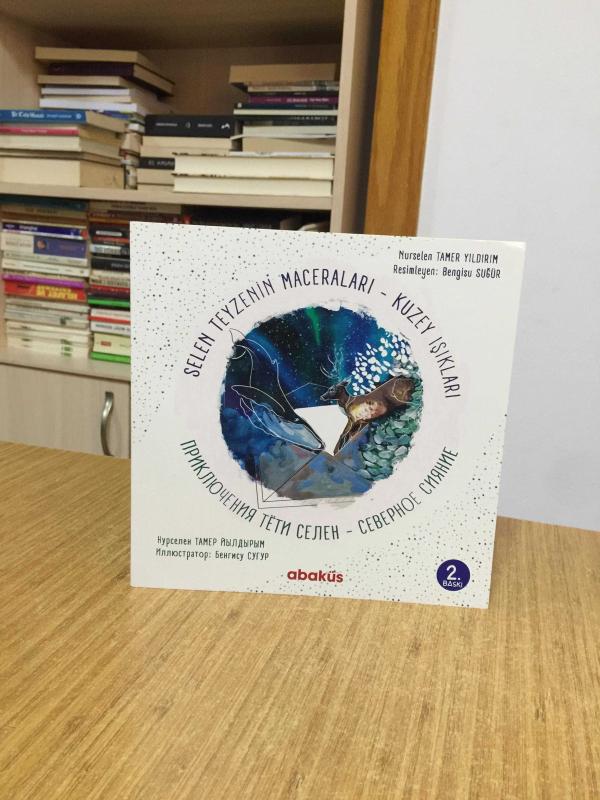 Nurselen TAMER YILDIRIM
Resimleyen: Bengisu SUĞÜR
SELEN TEYZENİN MACERALARI - KUZEY IŞIKLARI
ПРИКЛЮЧЕНИЯ ТЁТИ СЕЛЕН - СЕВЕРНОЕ СИЯНИЕ
Нурселен ТАМЕР ЙЫЛДЫРЫМ
Иллюстратор: Бенгису СУГУР
abaküs
2.
BASKI